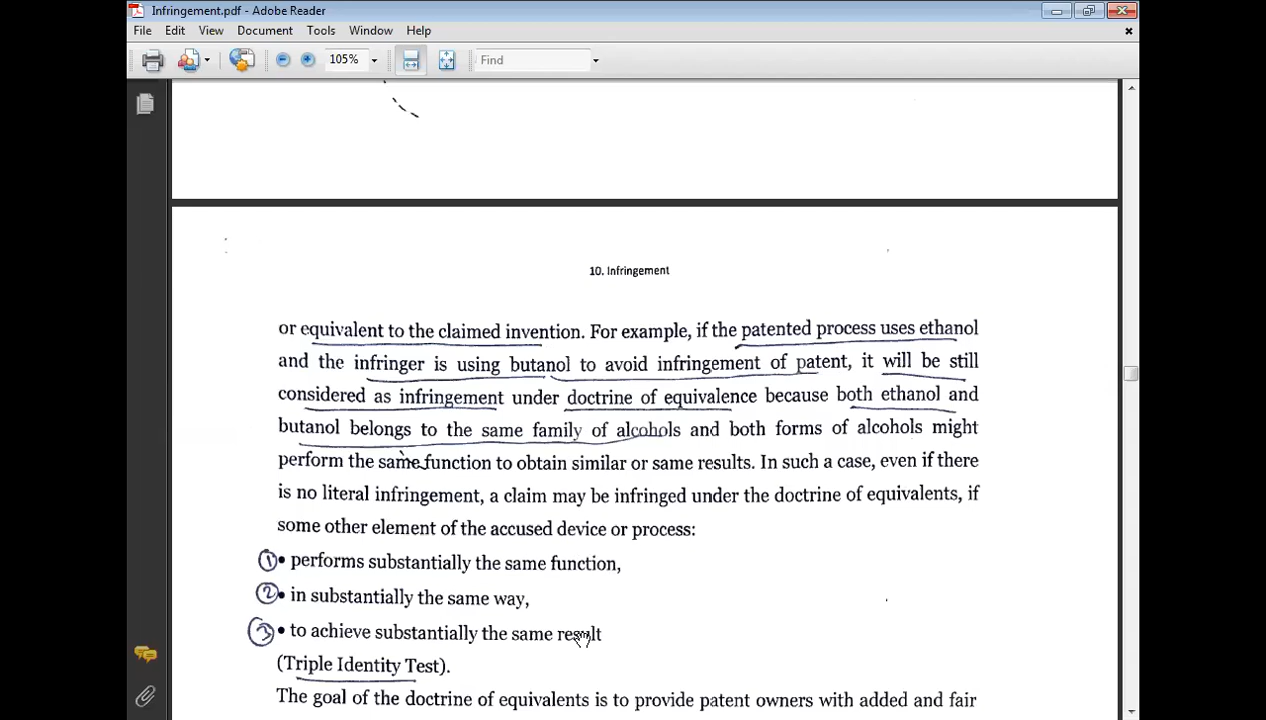 Infringement.pdf - Adobe Reader
File Edit View Document Tools Window Help
105%
Find
10. Infringement
or equivalent to the claimed invention. For example, if the patented process uses ethanol
and the infringer is using butanol to avoid infringement of patent, it will be still
considered as infringement under doctrine of equivalence because both ethanol and
butanol belongs to the same family of alcohols and both forms of alcohols might
perform the same function to obtain similar or same results. In such a case, even if there
is no literal infringement, a claim may be infringed under the doctrine of equivalents, if
some other element of the accused device or process:
1 • performs substantially the same function,
2 • in substantially the same way,
3 • to achieve substantially the same result
(Triple Identity Test).
The goal of the doctrine of equivalents is to provide patent owners with added and fair